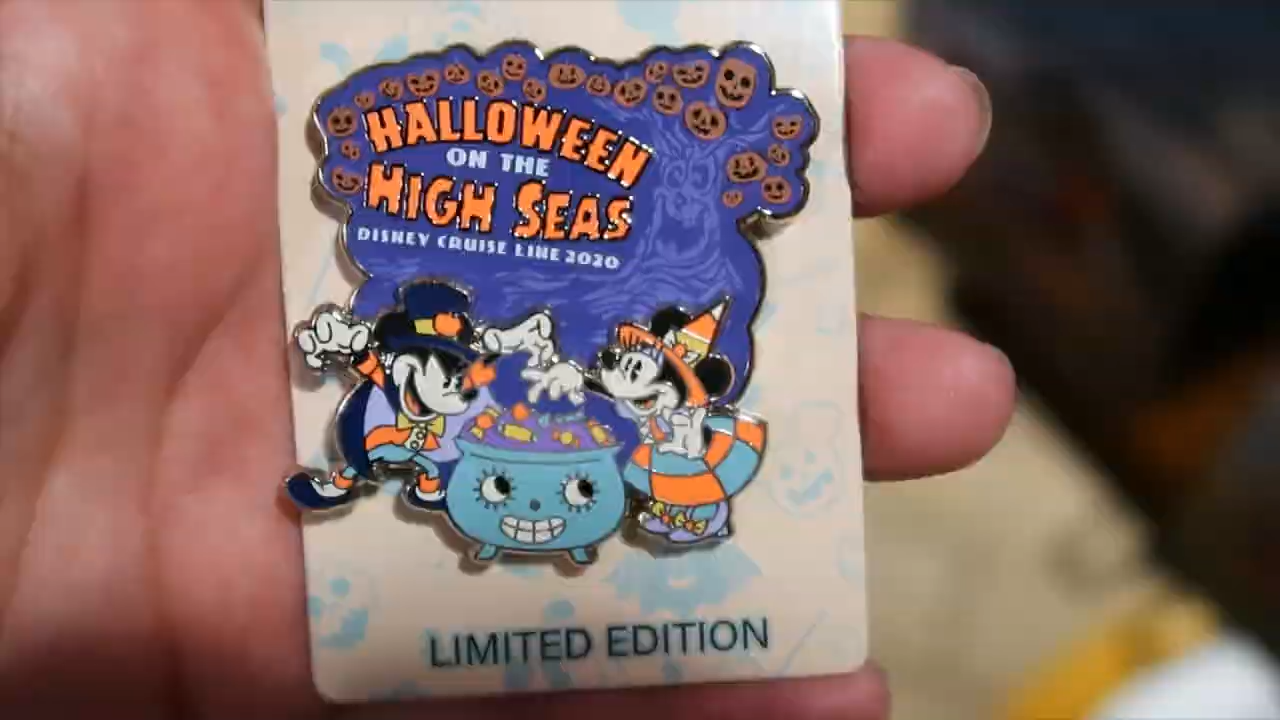 HALLOWEEN
ON THE
HIGH SEAS
DISNEY CRUISE LINE 2020
LIMITED EDITION